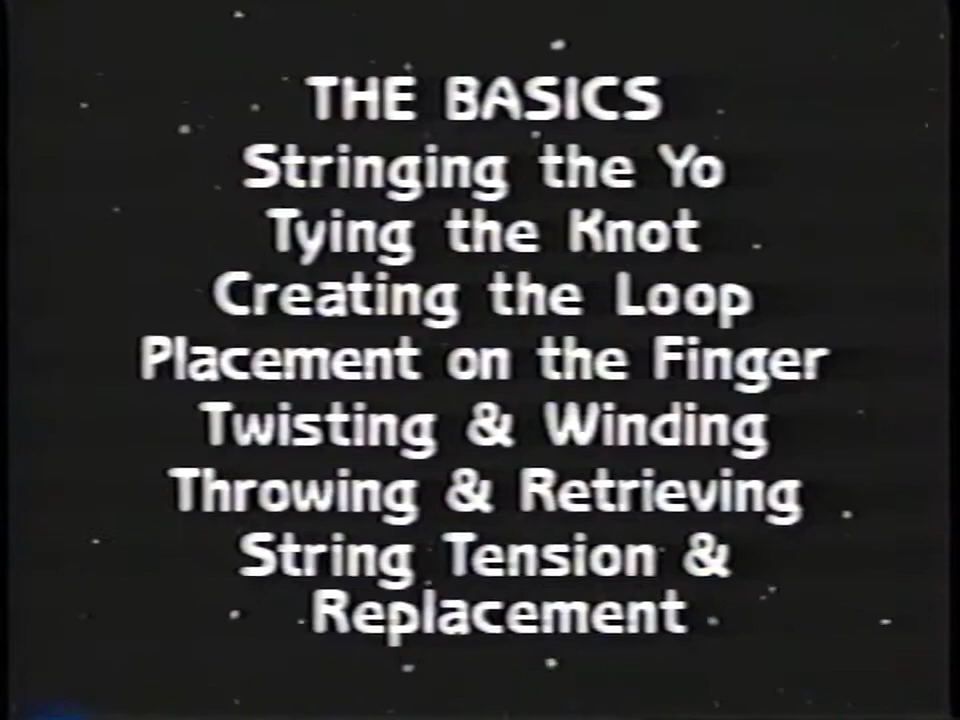 THE BASICS
Stringing the Yo
Tying the Knot
Creating the Loop
Placement on the Finger
Twisting & Winding
Throwing & Retrieving
String Tension &
Replacement